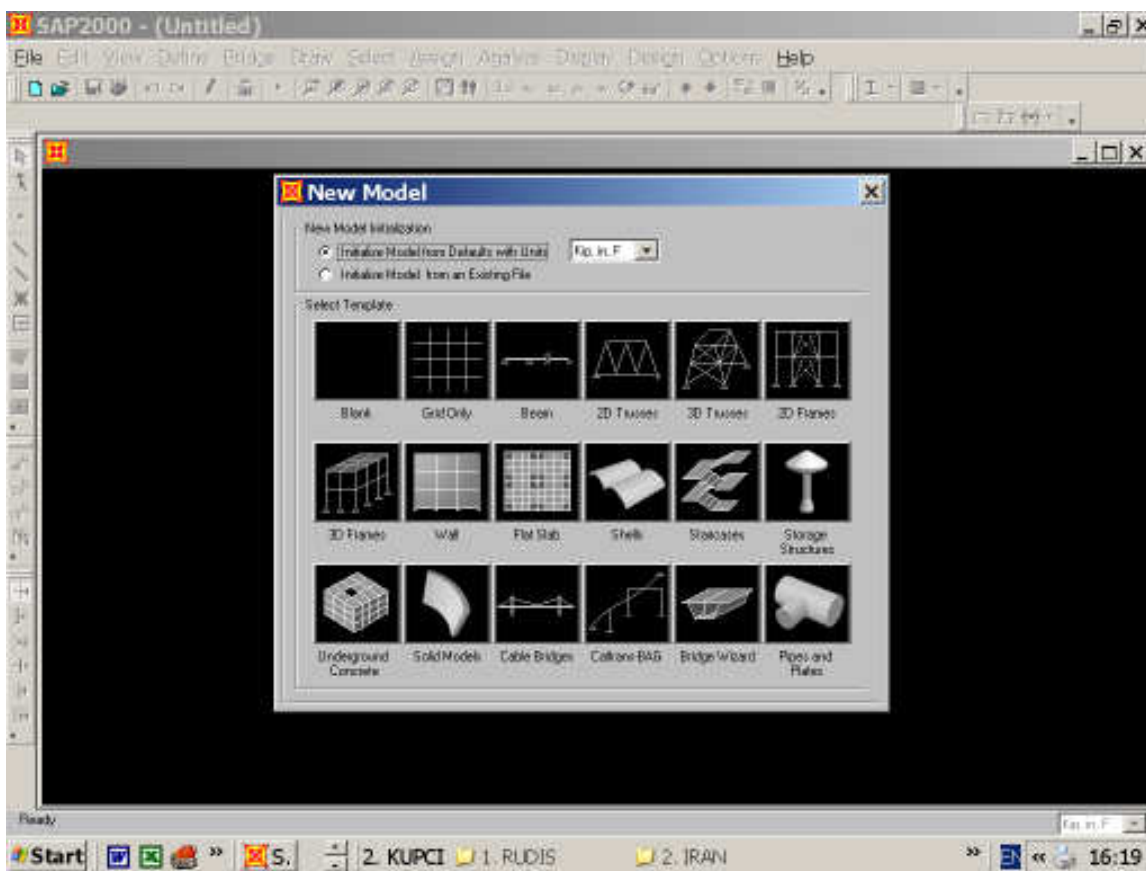 SAP2000 - (Untitled)
File Edit View Define Bridge Draw Select Assign Analyze Display Design Options Help
New Model
New Model Initialization
Initialize Model from Defaults with Units Kip, in, F
Initialize Model from an Existing File
Select Template
Blank Grid Only Beam 2D Trusses 3D Trusses 2D Frames
3D Frames Wall Flat Slab Shells Staircases Storage Structures
Underground Concrete Solid Models Cable Bridges Caltrans-BAG Bridge Wizard Pipes and Plates
Ready Kip, in, F
Start S. 2. KUPCI 1. RUDIS 2. IRAN EN 16:19